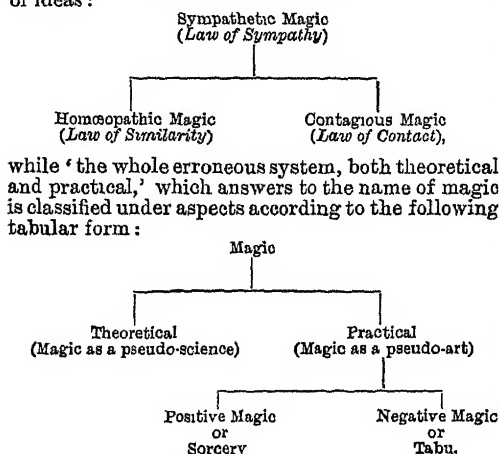 of ideas:
Sympathetic Magic
(Law of Sympathy)
Homœopathic Magic Contagious Magic
(Law of Similarity) (Law of Contact),
while ‘the whole erroneous system, both theoretical
and practical,’ which answers to the name of magic
is classified under aspects according to the following
tabular form:
Magic
Theoretical Practical
(Magic as a pseudo-science) (Magic as a pseudo-art)
Positive Magic Negative Magic
or or
Sorcery Tabu.